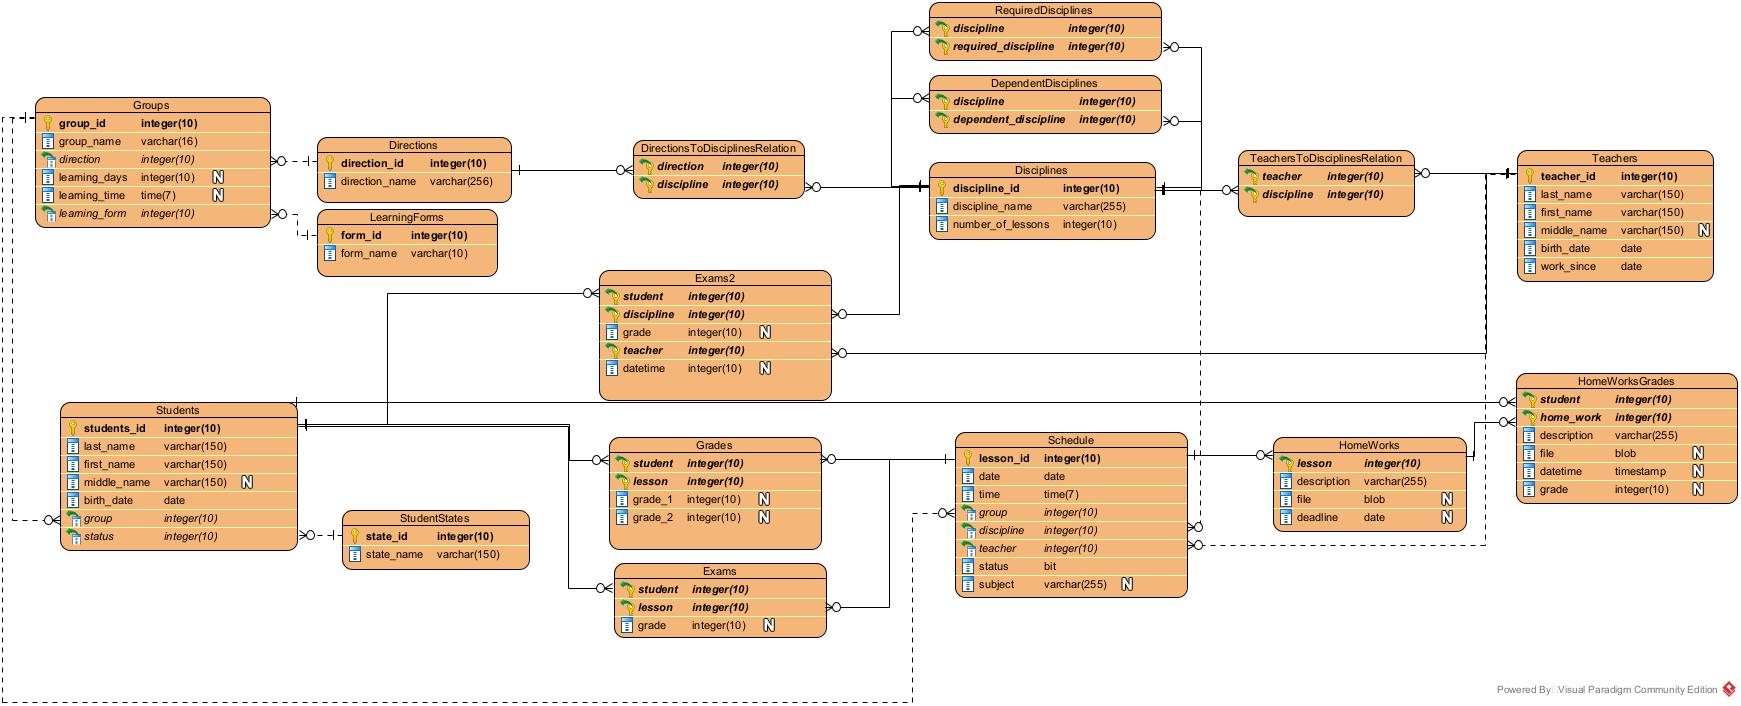 RequiredDisciplines
discipline integer(10)
required_discipline integer(10)
DependentDisciplines
discipline integer(10)
dependent_discipline integer(10)
Groups
group_id integer(10)
group_name varchar(16)
direction integer(10)
learning_days integer(10) N
learning_time time(7) N
learning_form integer(10)
Directions
direction_id integer(10)
direction_name varchar(256)
LearningForms
form_id integer(10)
form_name varchar(10)
DirectionsToDisciplinesRelation
direction integer(10)
discipline integer(10)
Disciplines
discipline_id integer(10)
discipline_name varchar(255)
number_of_lessons integer(10)
TeachersToDisciplinesRelation
teacher integer(10)
discipline integer(10)
Teachers
teacher_id integer(10)
last_name varchar(150)
first_name varchar(150)
middle_name varchar(150) N
birth_date date
work_since date
Exams2
student integer(10)
discipline integer(10)
grade integer(10) N
teacher integer(10)
datetime integer(10) N
Students
students_id integer(10)
last_name varchar(150)
first_name varchar(150)
middle_name varchar(150) N
birth_date date
group integer(10)
status integer(10)
StudentStates
state_id integer(10)
state_name varchar(150)
Grades
student integer(10)
lesson integer(10)
grade_1 integer(10) N
grade_2 integer(10) N
Exams
student integer(10)
lesson integer(10)
grade integer(10) N
Schedule
lesson_id integer(10)
date date
time time(7)
group integer(10)
discipline integer(10)
teacher integer(10)
status bit
subject varchar(255) N
HomeWorks
lesson integer(10)
description varchar(255)
file blob N
deadline date N
HomeWorksGrades
student integer(10)
home_work integer(10)
description varchar(255)
file blob N
datetime timestamp N
grade integer(10) N
Powered By Visual Paradigm Community Edition